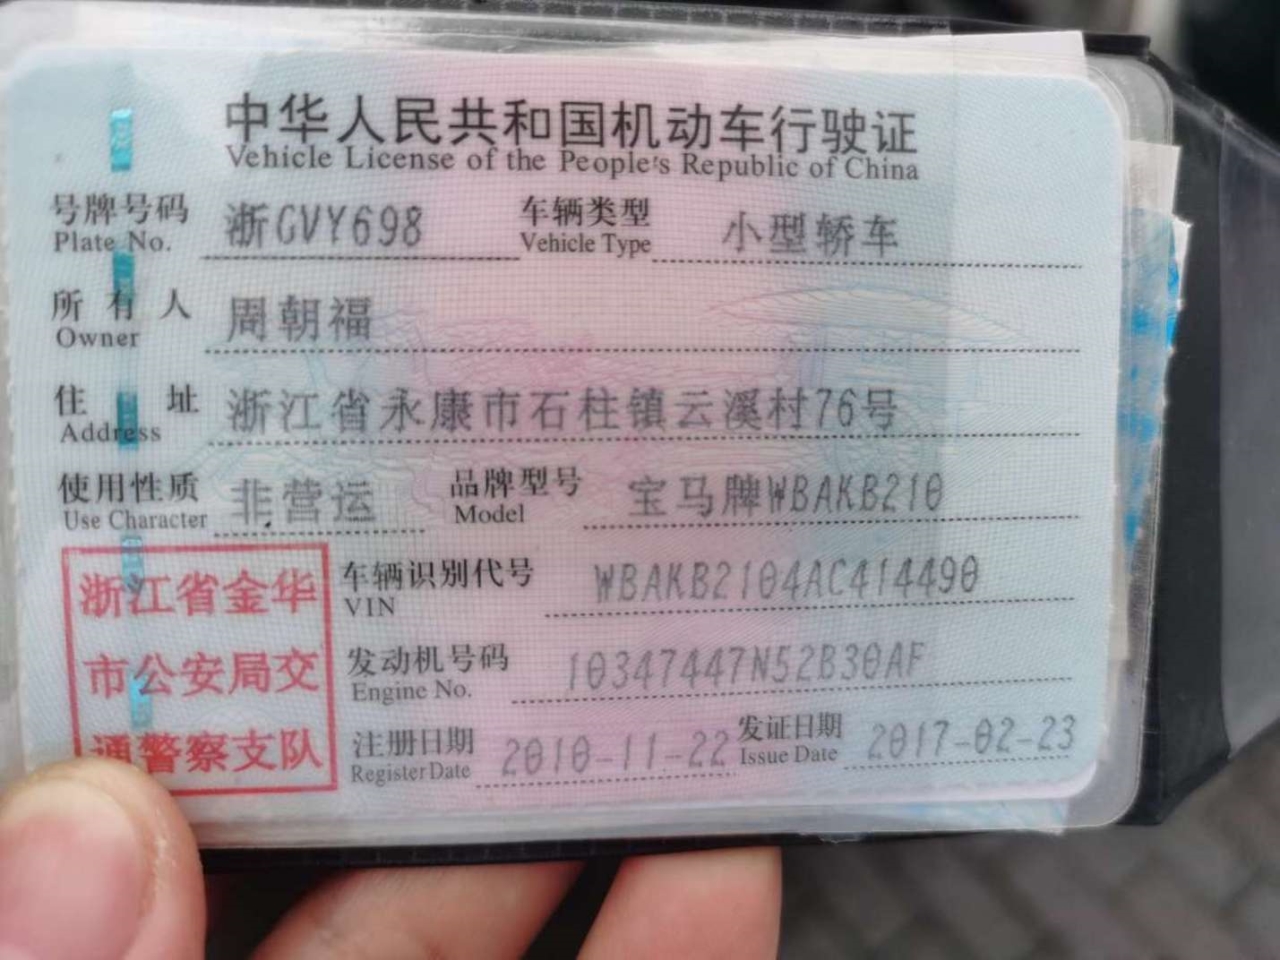 中华人民共和国机动车行驶证
Vehicle License of the People's Republic of China
号牌号码 浙GVY698 车辆类型 小型轿车
Plate No. Vehicle Type
所有人 周朝福
Owner
住址 浙江省永康市石柱镇云溪村76号
Address
使用性质 非营运 品牌型号 宝马牌WBAKB210
Use Character Model
浙江省金华
市公安局交
通警察支队
车辆识别代号 WBAKB2104AC414490
VIN
发动机号码 10347447N52B30AF
Engine No.
注册日期 2010-11-22 发证日期 2017-02-23
Register Date Issue Date